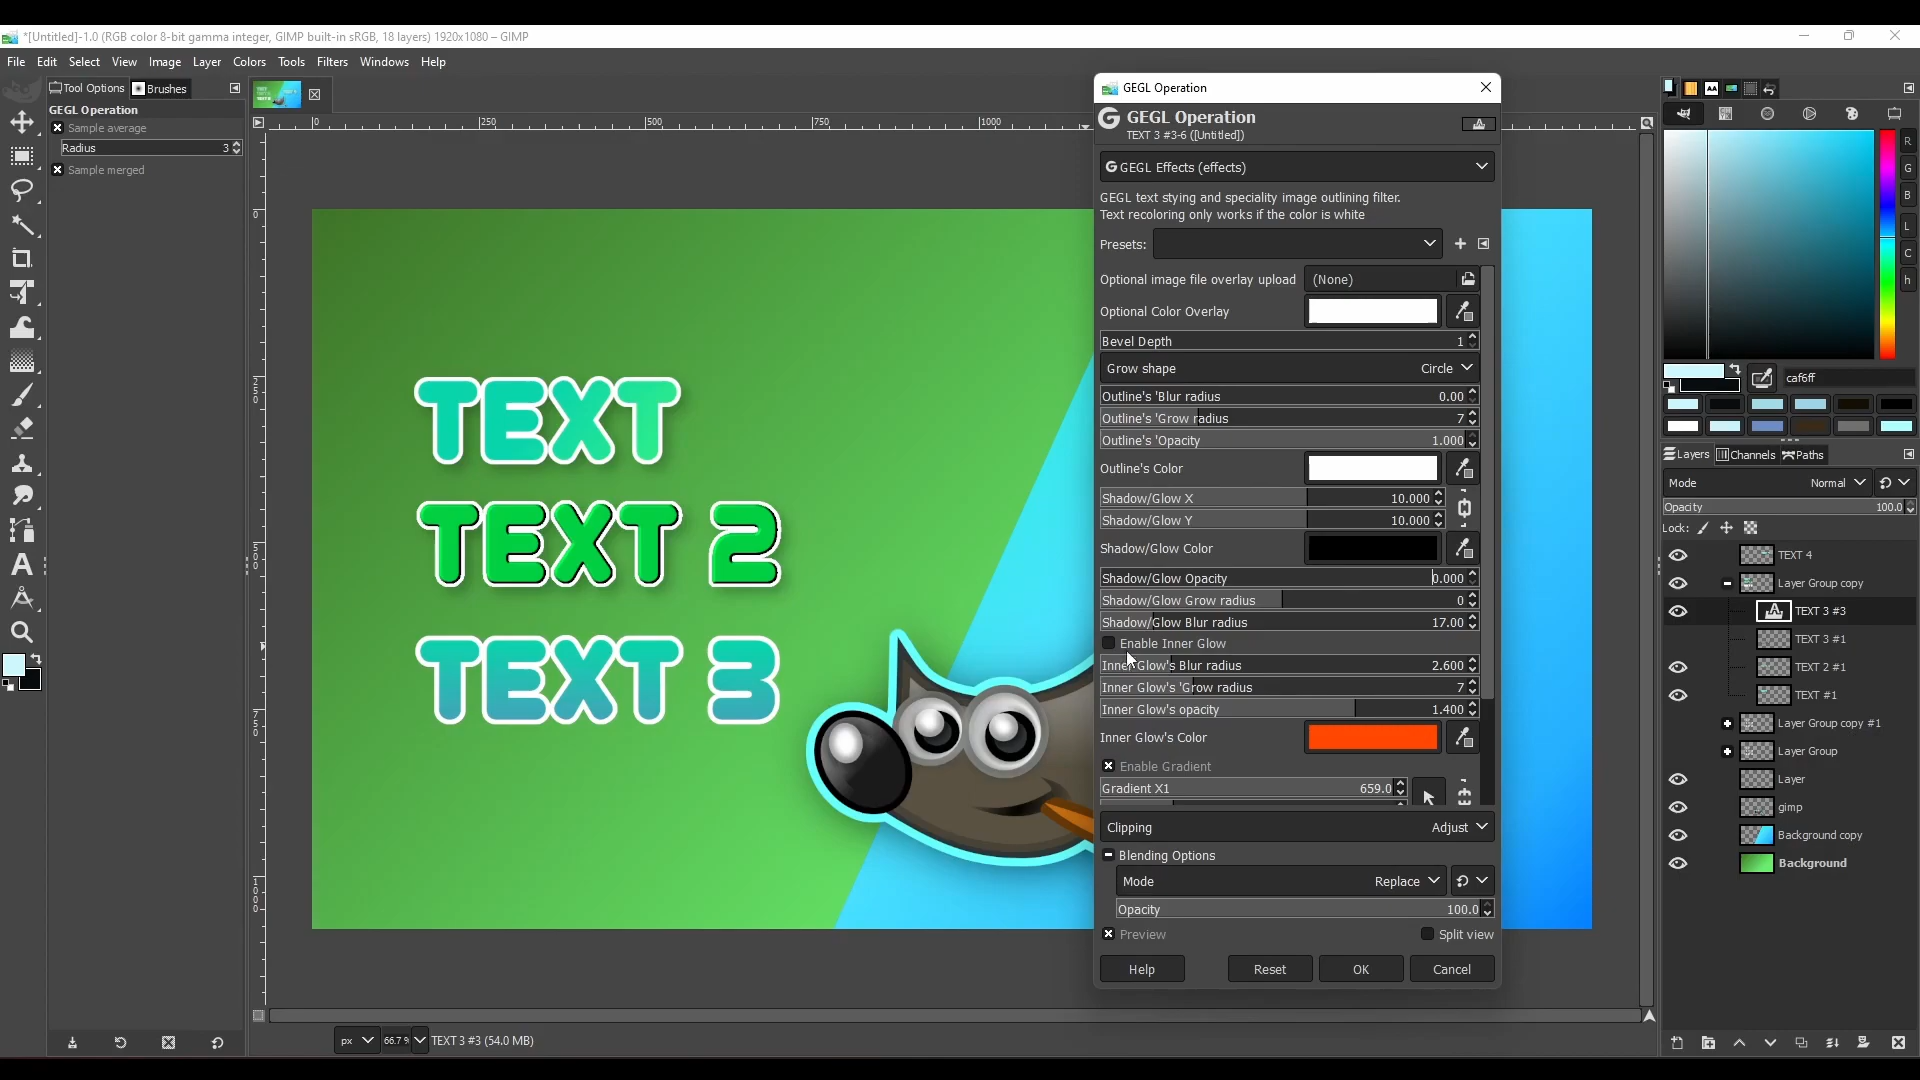 *[Untitled]-1.0 (RGB color 8-bit gamma integer, GIMP built-in sRGB, 18 layers) 1920x1080 – GIMP
File Edit Select View Image Layer Colors Tools Filters Windows Help
Tool Options Brushes
GEGL Operation
Sample average
Radius 3
Sample merged
0 250 500 750 1000
0
250
500
750
1000
TEXT
TEXT 2
TEXT 3
GEGL Operation
GEGL Operation
TEXT 3 #3-6 ([Untitled])
GEGL Effects (effects)
GEGL text stying and speciality image outlining filter.
Text recoloring only works if the color is white
Presets:
Optional image file overlay upload (None)
Optional Color Overlay
Bevel Depth 1
Grow shape Circle
Outline's 'Blur radius 0.00
Outline's 'Grow radius 7
Outline's 'Opacity 1.000
Outline's Color
Shadow/Glow X 10.000
Shadow/Glow Y 10.000
Shadow/Glow Color
Shadow/Glow Opacity 0.000
Shadow/Glow Grow radius 0
Shadow/Glow Blur radius 17.00
Enable Inner Glow
Inner Glow's Blur radius 2.600
Inner Glow's 'Grow radius 7
Inner Glow's opacity 1.400
Inner Glow's Color
Enable Gradient
Gradient X1 659.0
Clipping Adjust
Blending Options
Mode Replace
Opacity 100.0
Preview Split view
Help Reset OK Cancel
R
G
B
L
C
h
caf6ff
Layers Channels Paths
Mode Normal
Opacity 100.0
Lock:
TEXT 4
Layer Group copy
TEXT 3 #3
TEXT 3 #1
TEXT 2 #1
TEXT #1
Layer Group copy #1
Layer Group
Layer
gimp
Background copy
Background
px 66.7 % TEXT 3 #3 (54.0 MB)